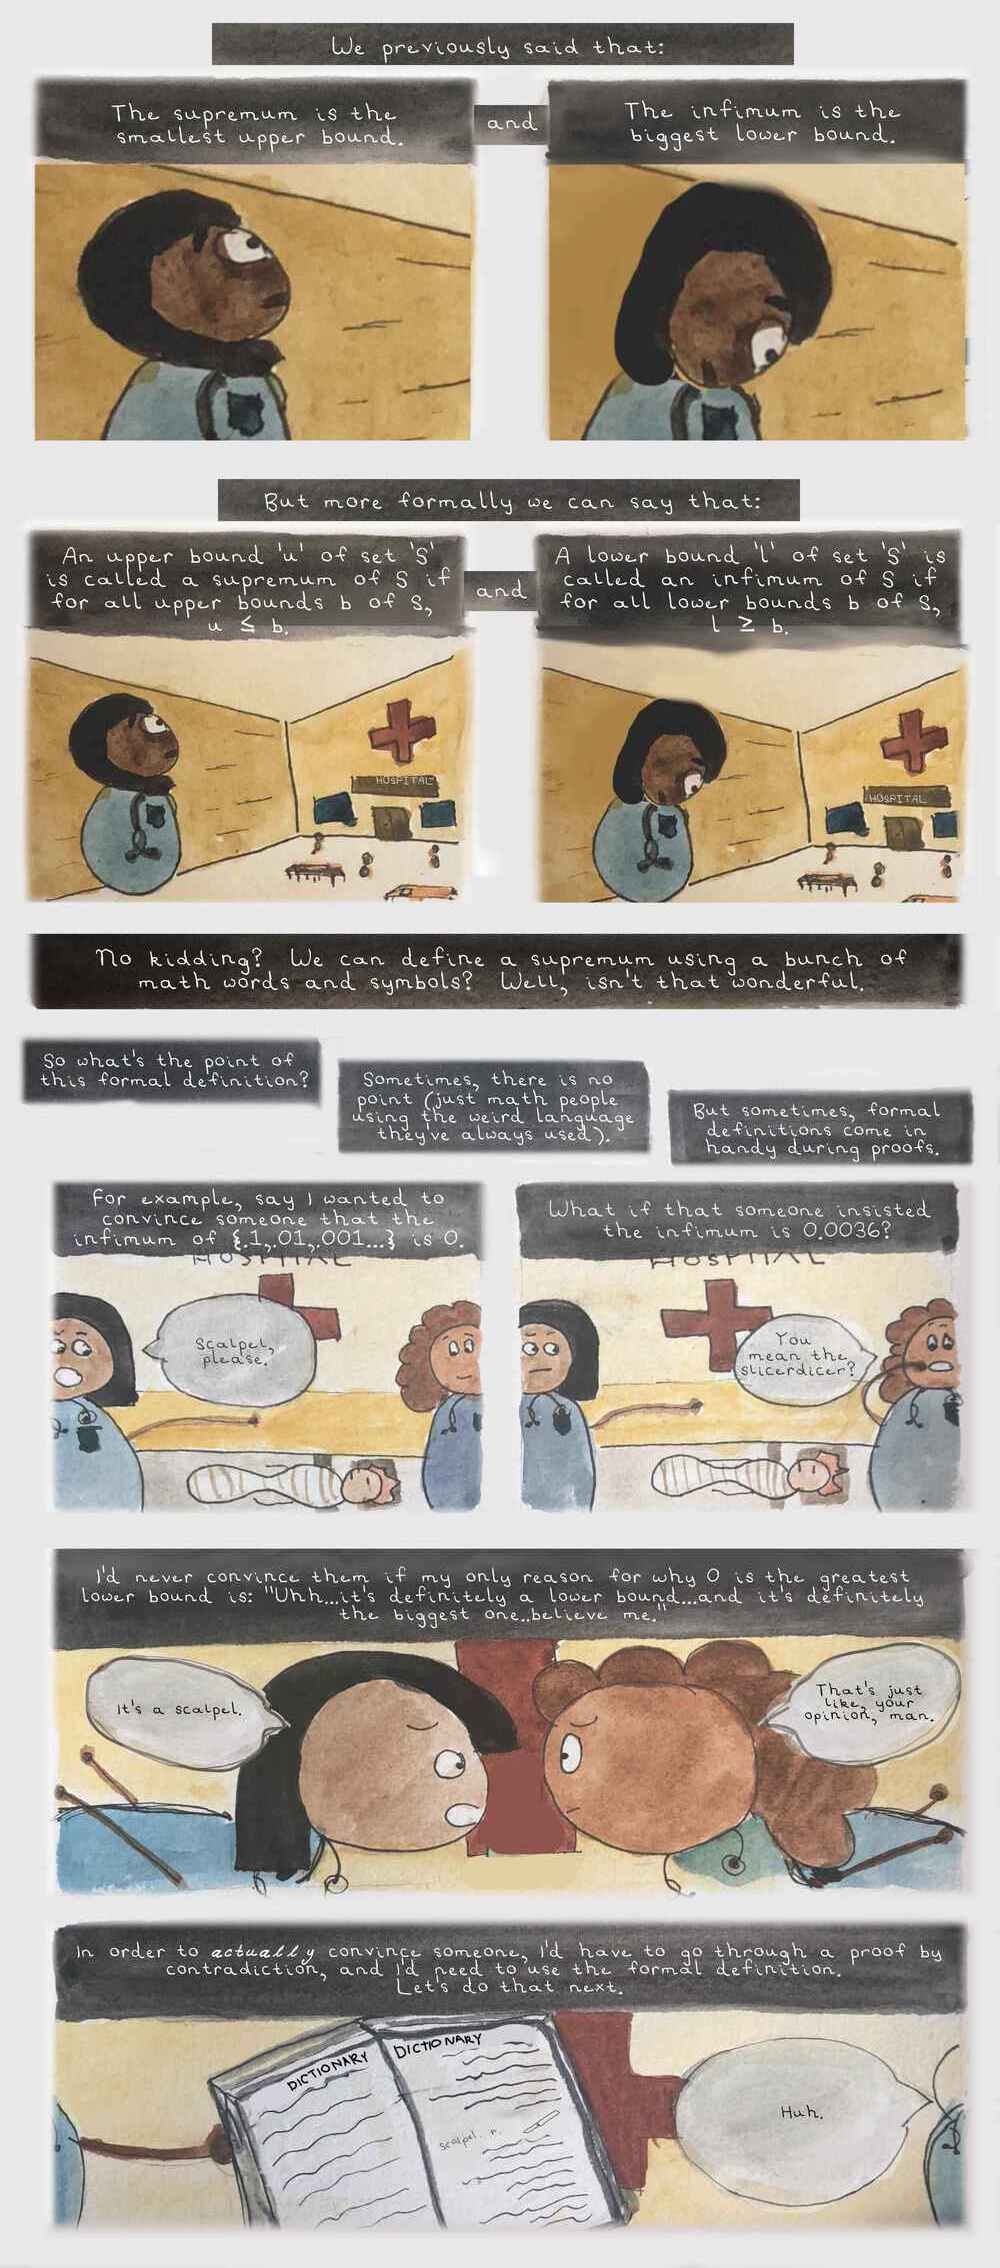 We previously said that:
The supremum is the
smallest upper bound.
and
The infimum is the
biggest lower bound.
But more formally we can say that:
An upper bound 'u' of set 'S'
is called a supremum of S if
for all upper bounds b of S,
u ≤ b.
and
A lower bound 'l' of set 'S' is
called an infimum of S if
for all lower bounds b of S,
l ≥ b.
HOSPITAL
HOSPITAL
No kidding? We can define a supremum using a bunch of
math words and symbols? Well, isn't that wonderful.
So what's the point of
this formal definition?
Sometimes, there is no
point (just math people
using the weird language
they've always used).
But sometimes, formal
definitions come in
handy during proofs.
For example, say I wanted to
convince someone that the
infimum of {.1,.01,.001...} is 0.
HOSPITAL
Scalpel,
please.
What if that someone insisted
the infimum is 0.0036?
HOSPITAL
You
mean the
slicerdicer?
I'd never convince them if my only reason for why 0 is the greatest
lower bound is: "Uhh...it's definitely a lower bound...and it's definitely
the biggest one..believe me."
It's a scalpel.
That's just
like, your
opinion, man.
In order to actually convince someone, I'd have to go through a proof by
contradiction, and I'd need to use the formal definition.
Let's do that next.
DICTIONARY
DICTIONARY
scalpel. n.
Huh.